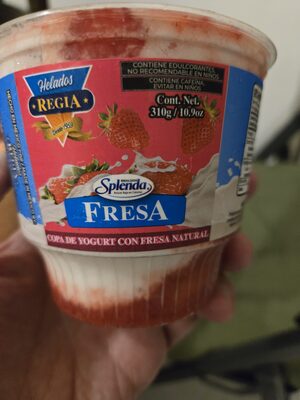 Helados
REGIA
CONTIENE EDULCORANTES,
NO RECOMENDABLE EN NIÑOS
CONTIENE CAFEÍNA,
EVITAR EN NIÑOS
Cont. Net.
310g / 10.9oz
Splenda
FRESA
COPA DE YOGURT CON FRESA NATURAL